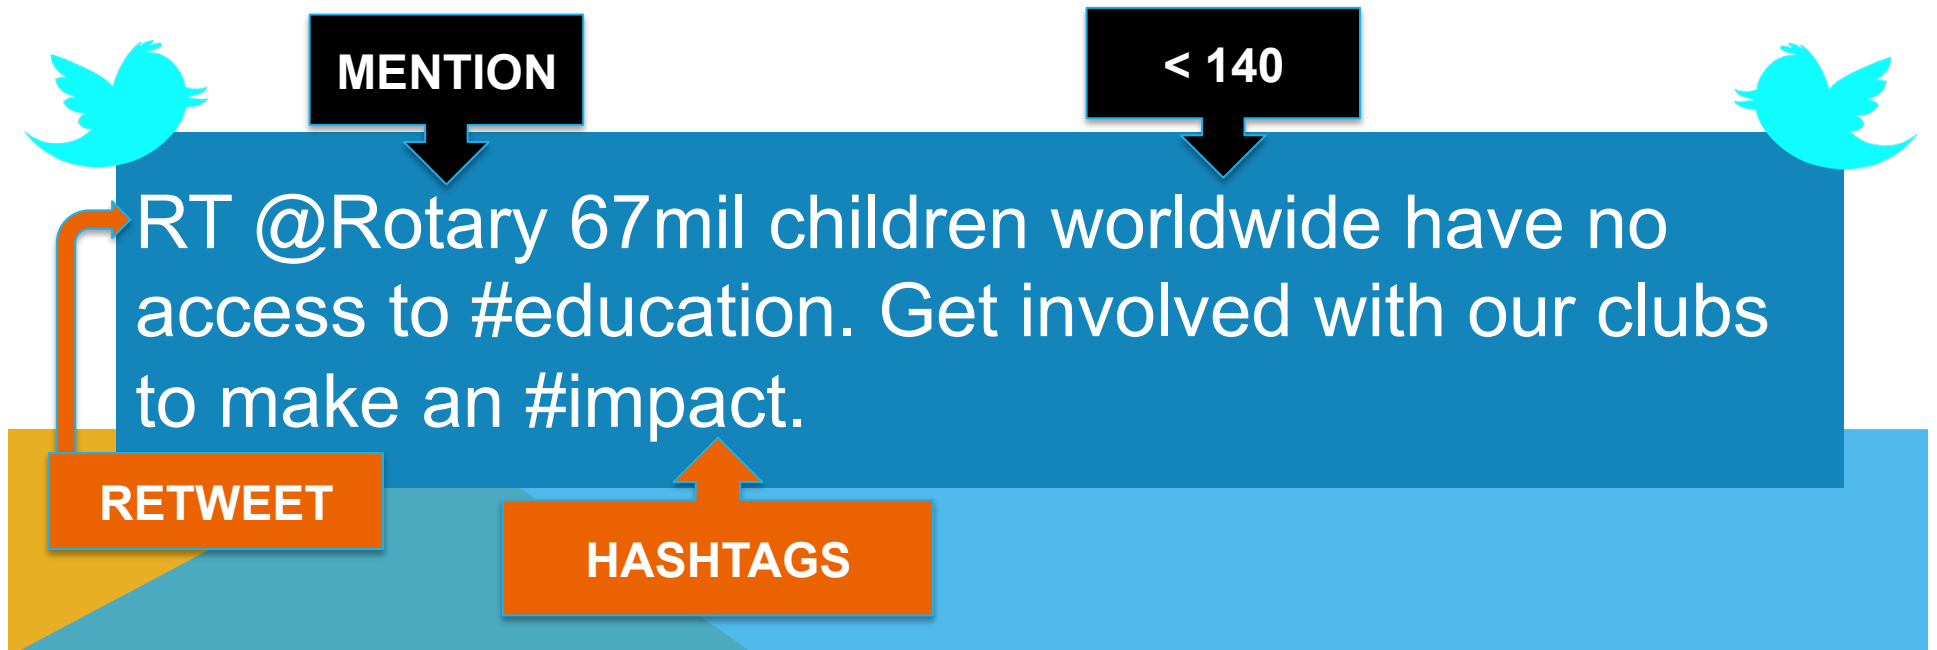 MENTION
< 140
RT @Rotary 67mil children worldwide have no
access to #education. Get involved with our clubs
to make an #impact.
RETWEET
HASHTAGS